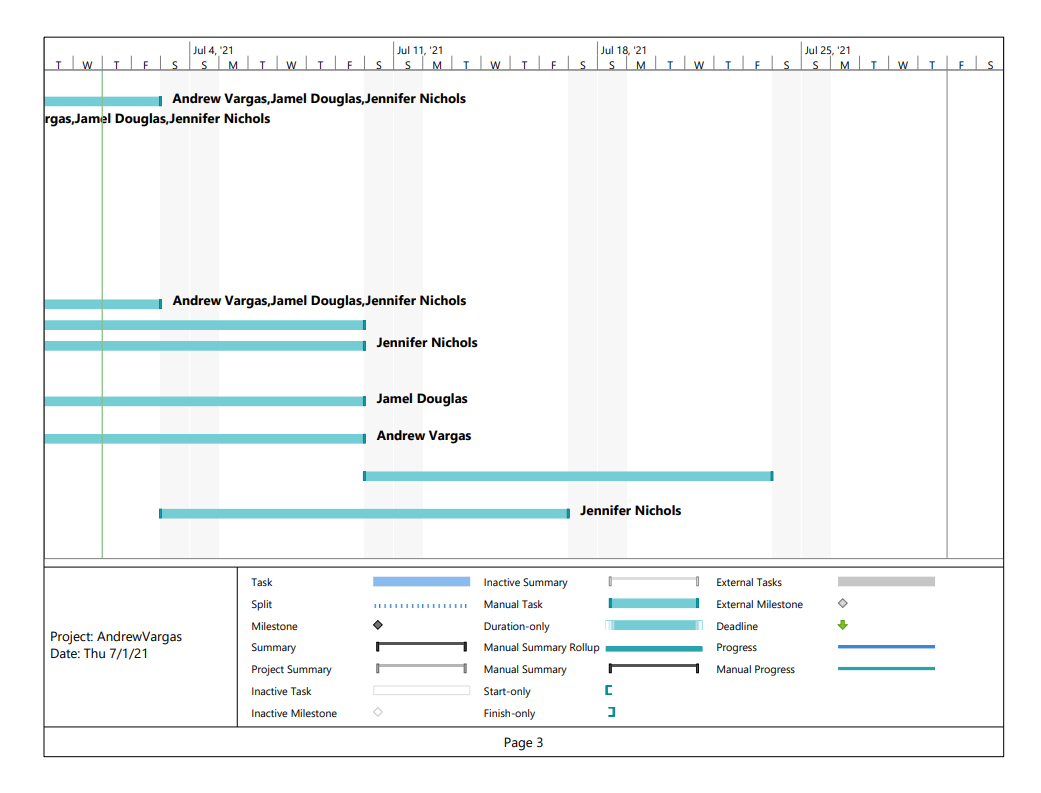 Jul 4, '21 Jul 11, '21 Jul 18, '21 Jul 25, '21
T W T F S S M T W T F S S M T W T F S S M T W T F S S M T W T F S
Andrew Vargas,Jamel Douglas,Jennifer Nichols
rgas,Jamel Douglas,Jennifer Nichols
Andrew Vargas,Jamel Douglas,Jennifer Nichols
Jennifer Nichols
Jamel Douglas
Andrew Vargas
Jennifer Nichols
Project: AndrewVargas
Date: Thu 7/1/21
Task
Split
Milestone
Summary
Project Summary
Inactive Task
Inactive Milestone
Inactive Summary
Manual Task
Duration-only
Manual Summary Rollup
Manual Summary
Start-only
Finish-only
External Tasks
External Milestone
Deadline
Progress
Manual Progress
Page 3